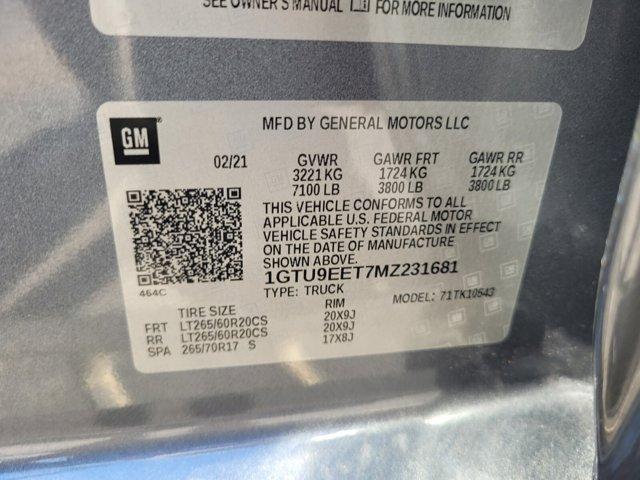 SEE OWNER'S MANUAL FOR MORE INFORMATION
GM
MFD BY GENERAL MOTORS LLC
02/21 GVWR GAWR FRT GAWR RR
3221 KG 1724 KG 1724 KG
7100 LB 3800 LB 3800 LB
THIS VEHICLE CONFORMS TO ALL
APPLICABLE U.S. FEDERAL MOTOR
VEHICLE SAFETY STANDARDS IN EFFECT
ON THE DATE OF MANUFACTURE
SHOWN ABOVE.
1GTU9EET7MZ231681
464C
TYPE: TRUCK MODEL: 71TK10543
TIRE SIZE RIM
FRT LT265/60R20CS 20X9J
RR LT265/60R20CS 20X9J
SPA 265/70R17 S 17X8J